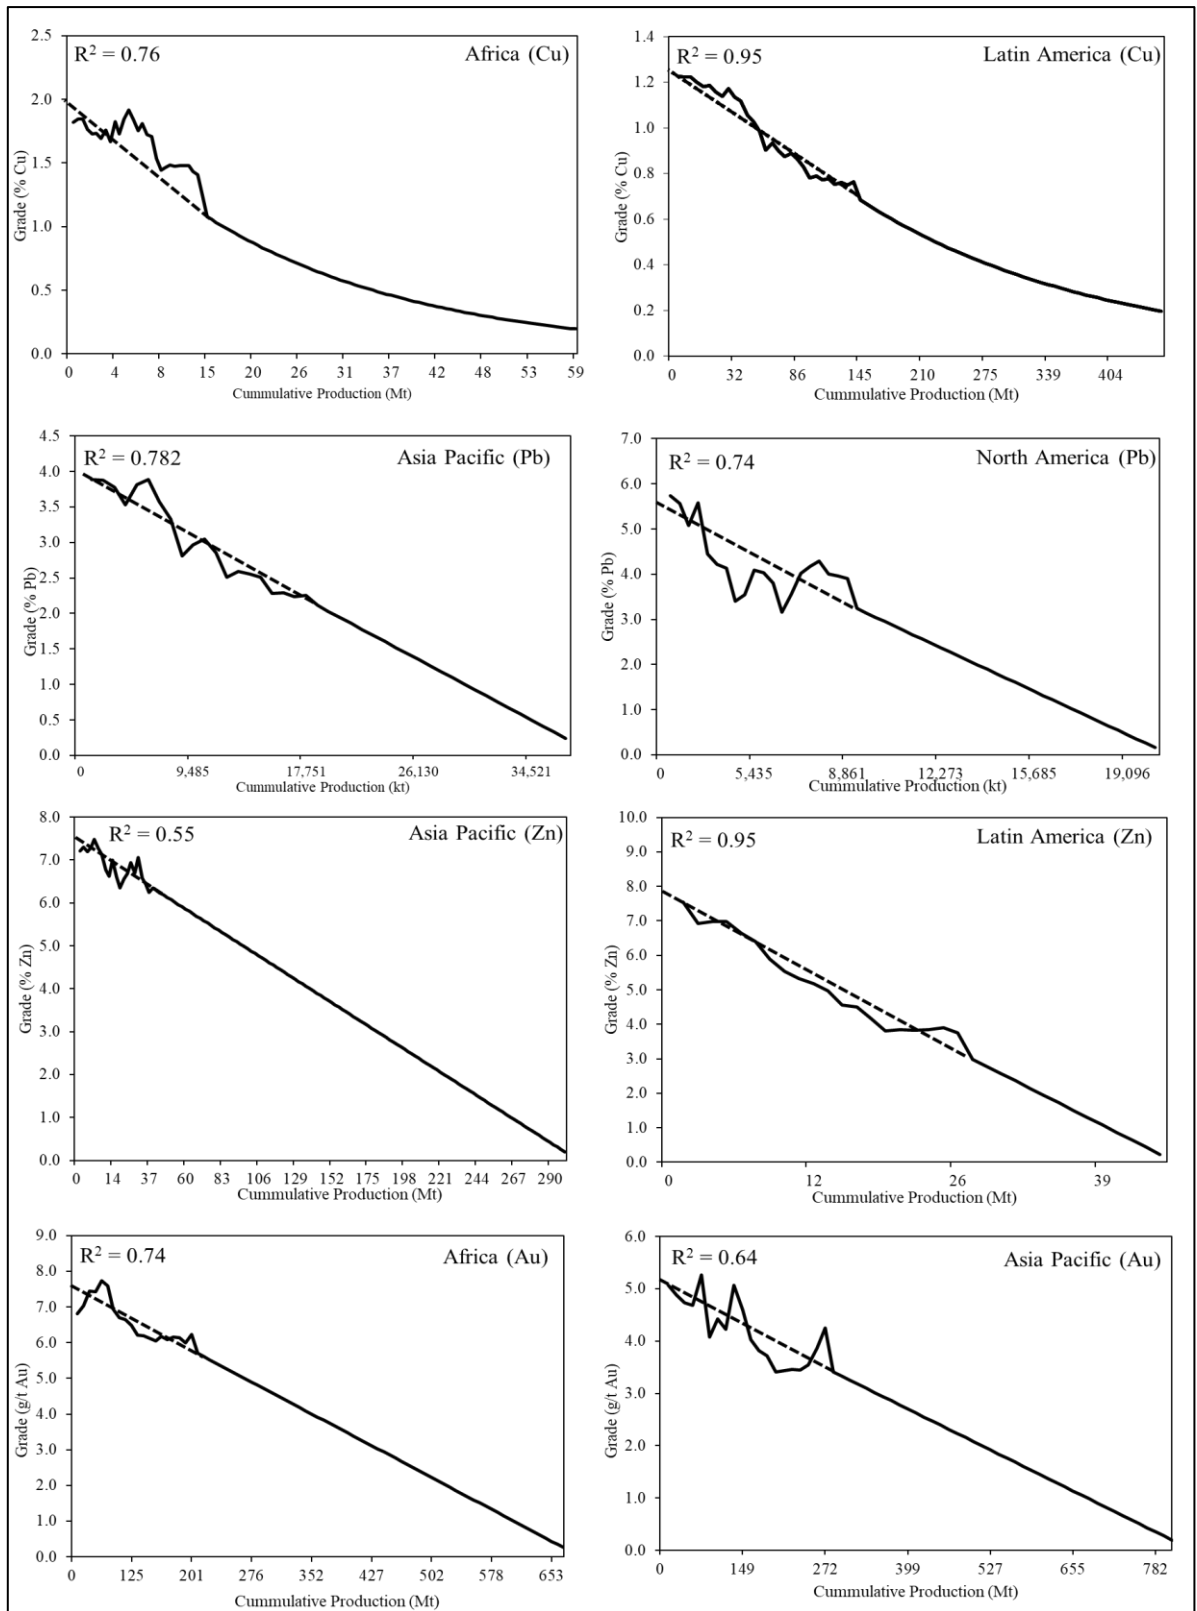 R² = 0.76
Africa (Cu)
Grade (% Cu)
2.5
2.0
1.5
1.0
0.5
0.0
0 4 8 15 20 26 31 37 42 48 53 59
Cummulative Production (Mt)
R² = 0.95
Latin America (Cu)
Grade (% Cu)
1.4
1.2
1.0
0.8
0.6
0.4
0.2
0.0
0 32 86 145 210 275 339 404
Cummulative Production (Mt)
R² = 0.782
Asia Pacific (Pb)
Grade (% Pb)
4.5
4.0
3.5
3.0
2.5
2.0
1.5
1.0
0.5
0.0
0 9,485 17,751 26,130 34,521
Cummulative Production (kt)
R² = 0.74
North America (Pb)
Grade (% Pb)
7.0
6.0
5.0
4.0
3.0
2.0
1.0
0.0
0 5,435 8,861 12,273 15,685 19,096
Cummulative Production (kt)
R² = 0.55
Asia Pacific (Zn)
Grade (% Zn)
8.0
7.0
6.0
5.0
4.0
3.0
2.0
1.0
0.0
0 14 37 60 83 106 129 152 175 198 221 244 267 290
Cummulative Production (Mt)
R² = 0.95
Latin America (Zn)
Grade (% Zn)
10.0
9.0
8.0
7.0
6.0
5.0
4.0
3.0
2.0
1.0
0.0
0 12 26 39
Cummulative Production (Mt)
R² = 0.74
Africa (Au)
Grade (g/t Au)
9.0
8.0
7.0
6.0
5.0
4.0
3.0
2.0
1.0
0.0
0 125 201 276 352 427 502 578 653
Cummulative Production (Mt)
R² = 0.64
Asia Pacific (Au)
Grade (g/t Au)
6.0
5.0
4.0
3.0
2.0
1.0
0.0
0 149 272 399 527 655 782
Cummulative Production (Mt)